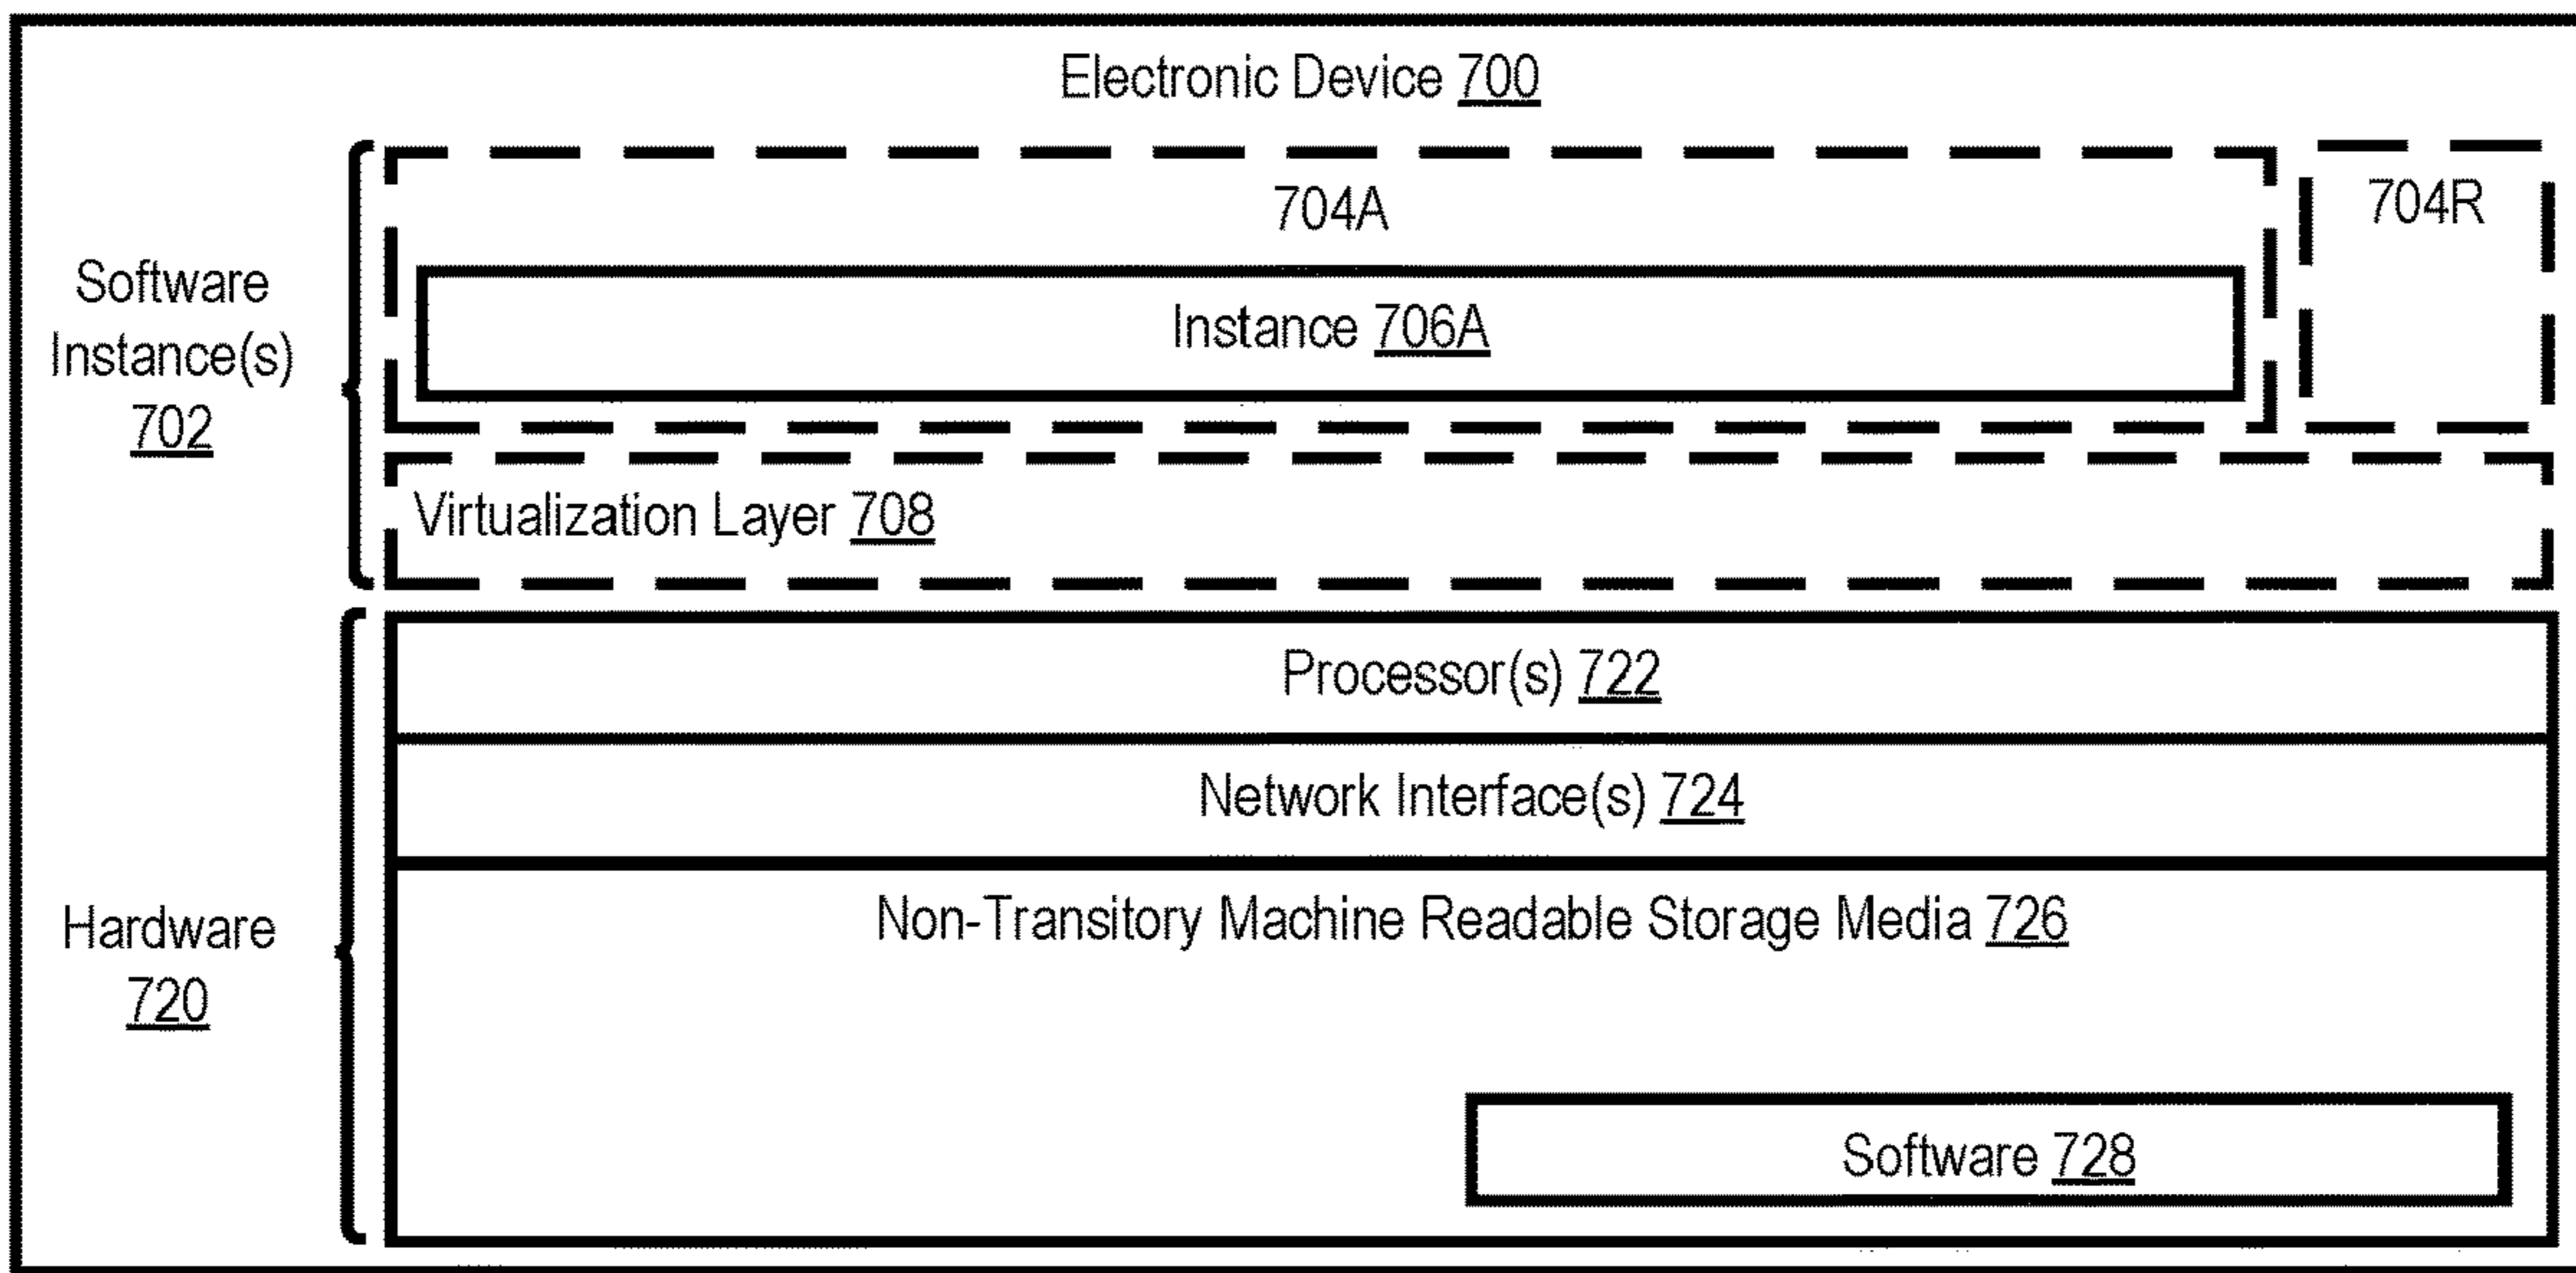 Electronic Device 700
704A
704R
Software
Instance(s)
702
Instance 706A
Virtualization Layer 708
Processor(s) 722
Network Interface(s) 724
Hardware
720
Non-Transitory Machine Readable Storage Media 726
Software 728